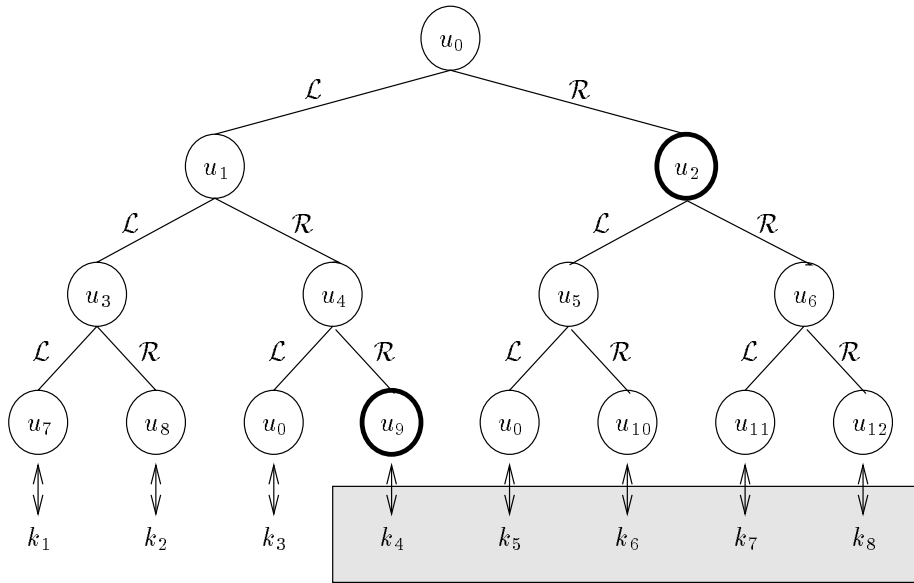 u₀
ℒ ℛ
u₁ u₂
ℒ ℛ ℒ ℛ
u₃ u₄ u₅ u₆
ℒ ℛ ℒ ℛ ℒ ℛ ℒ ℛ
u₇ u₈ u₀ u₉ u₀ u₁₀ u₁₁ u₁₂
k₁ k₂ k₃ k₄ k₅ k₆ k₇ k₈